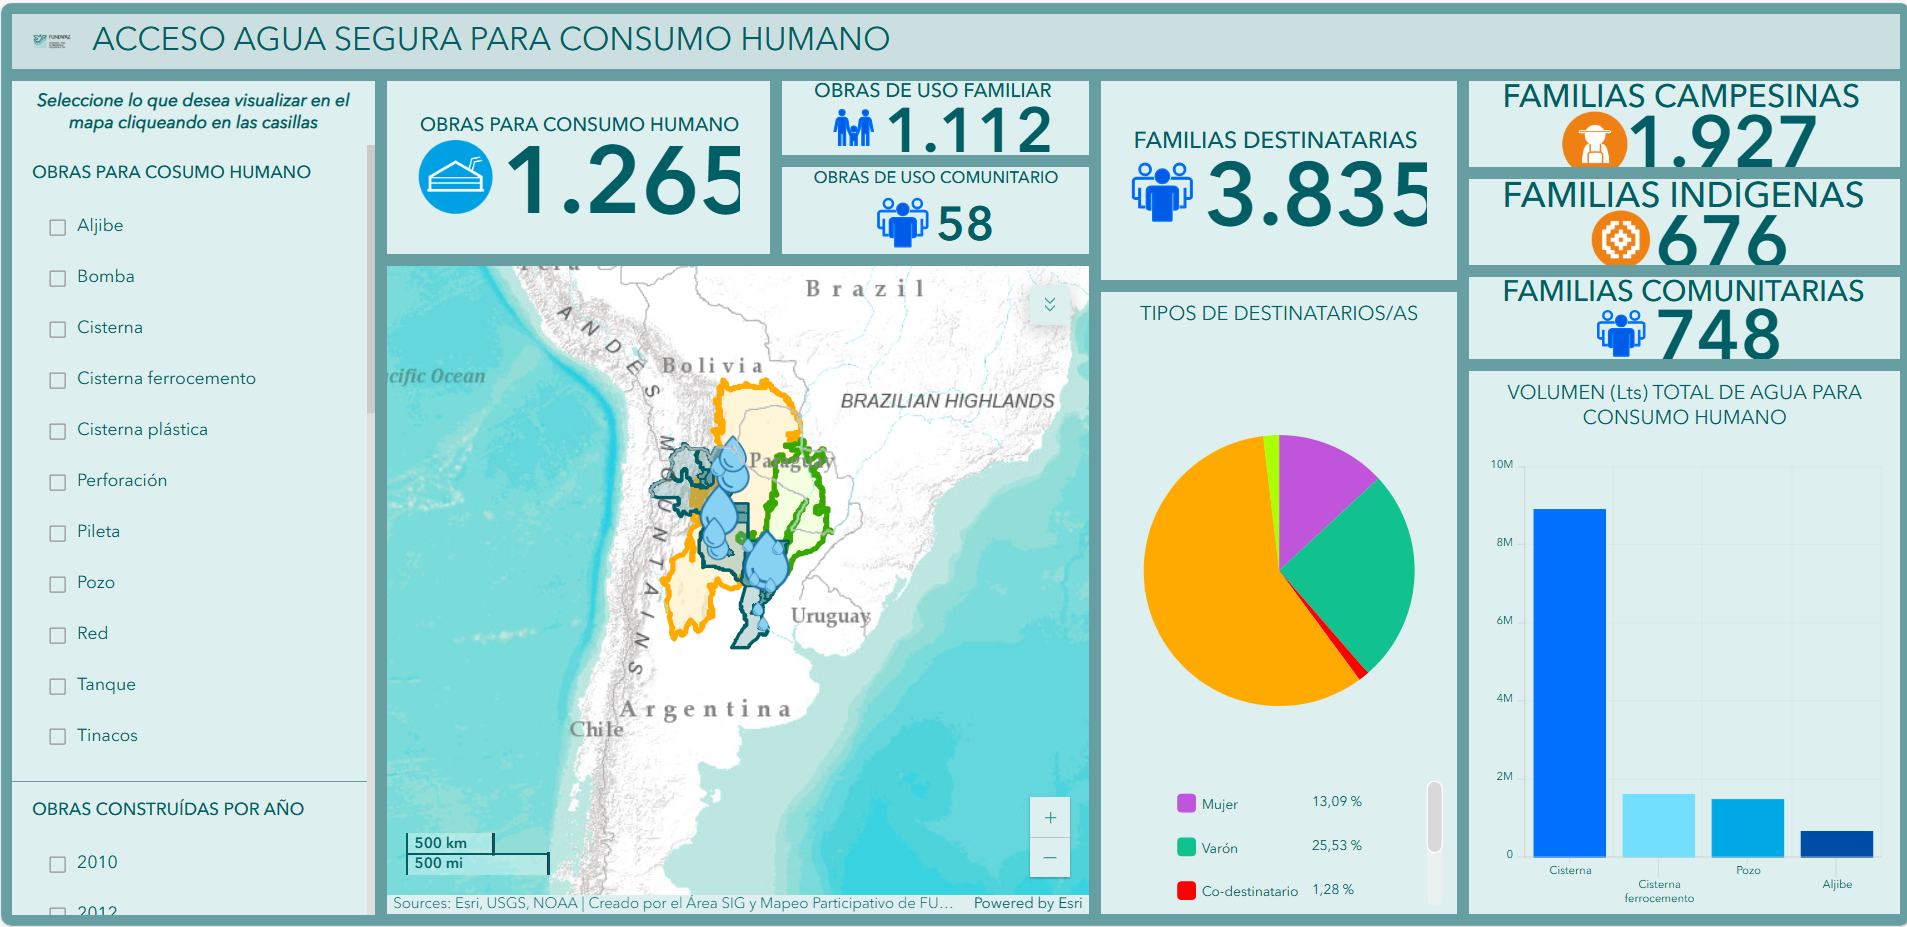 ACCESO AGUA SEGURA PARA CONSUMO HUMANO
Seleccione lo que desea visualizar en el
mapa cliqueando en las casillas
OBRAS PARA COSUMO HUMANO
Aljibe
Bomba
Cisterna
Cisterna ferrocemento
Cisterna plástica
Perforación
Pileta
Pozo
Red
Tanque
Tinacos
OBRAS CONSTRUÍDAS POR AÑO
2010
2012
OBRAS PARA CONSUMO HUMANO
1.265
OBRAS DE USO FAMILIAR
1.112
OBRAS DE USO COMUNITARIO
58
Brazil
ANDES MOUNTAINS
Bolivia
cific Ocean
BRAZILIAN HIGHLANDS
Paraguay
Uruguay
Argentina
Chile
500 km
500 mi
+
−
Sources: Esri, USGS, NOAA | Creado por el Área SIG y Mapeo Participativo de FU...
Powered by Esri
FAMILIAS DESTINATARIAS
3.835
TIPOS DE DESTINATARIOS/AS
Mujer 13,09 %
Varón 25,53 %
Co-destinatario 1,28 %
FAMILIAS CAMPESINAS
1.927
FAMILIAS INDÍGENAS
676
FAMILIAS COMUNITARIAS
748
VOLUMEN (Lts) TOTAL DE AGUA PARA
CONSUMO HUMANO
10M
8M
6M
4M
2M
0
Cisterna
Cisterna
ferrocemento
Pozo
Aljibe